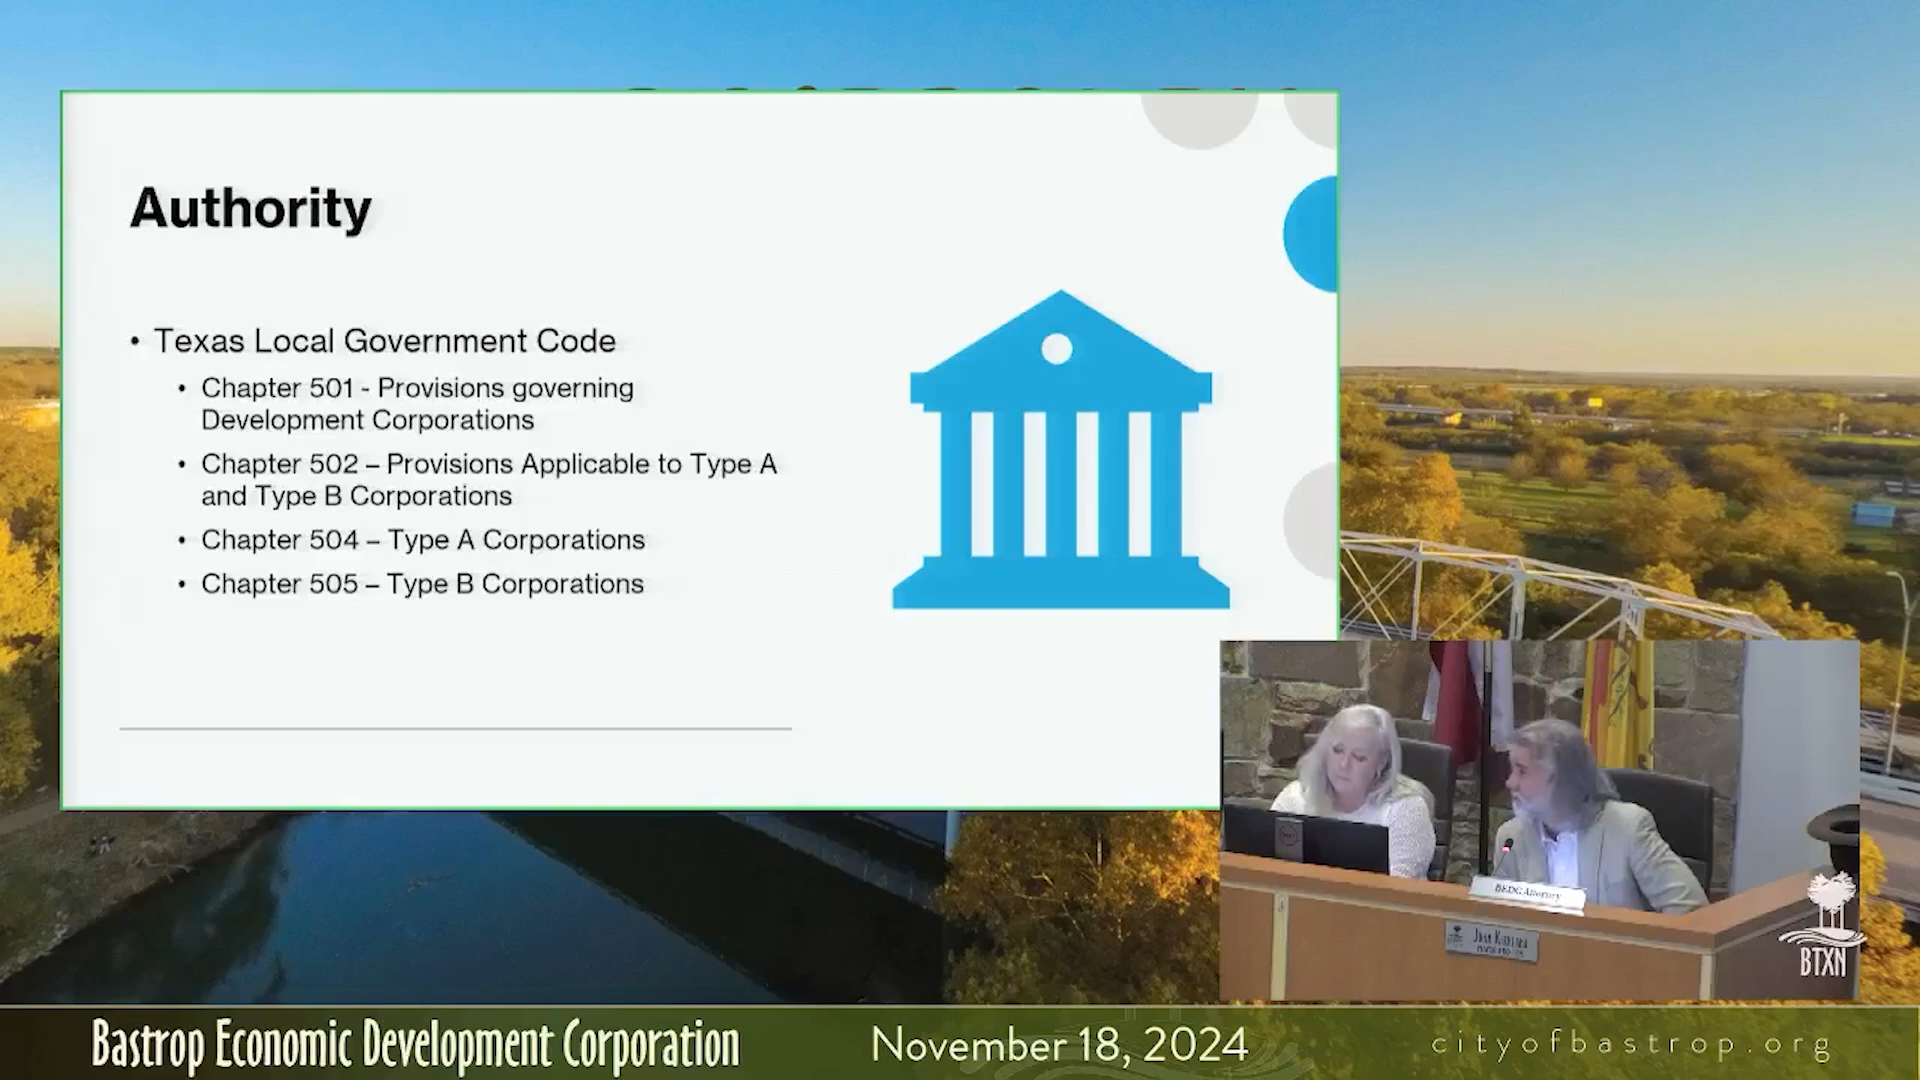 Authority
• Texas Local Government Code
• Chapter 501 - Provisions governing
Development Corporations
• Chapter 502 – Provisions Applicable to Type A
and Type B Corporations
• Chapter 504 – Type A Corporations
• Chapter 505 – Type B Corporations
BEDC Attorney
BTXN
Bastrop Economic Development Corporation
November 18, 2024
cityofbastrop.org